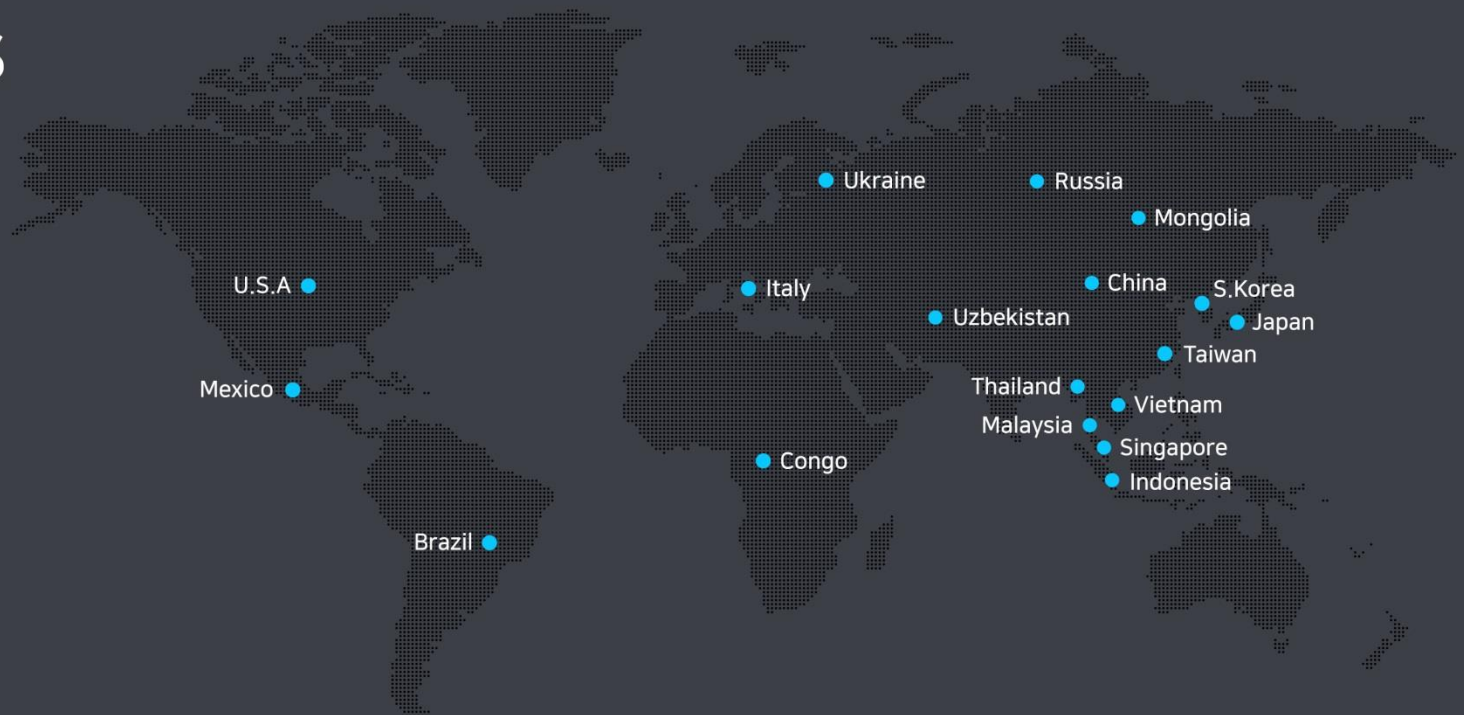 S
Ukraine
Russia
Mongolia
U.S.A
Italy
China
S.Korea
Uzbekistan
Japan
Taiwan
Mexico
Thailand
Vietnam
Malaysia
Singapore
Congo
Indonesia
Brazil